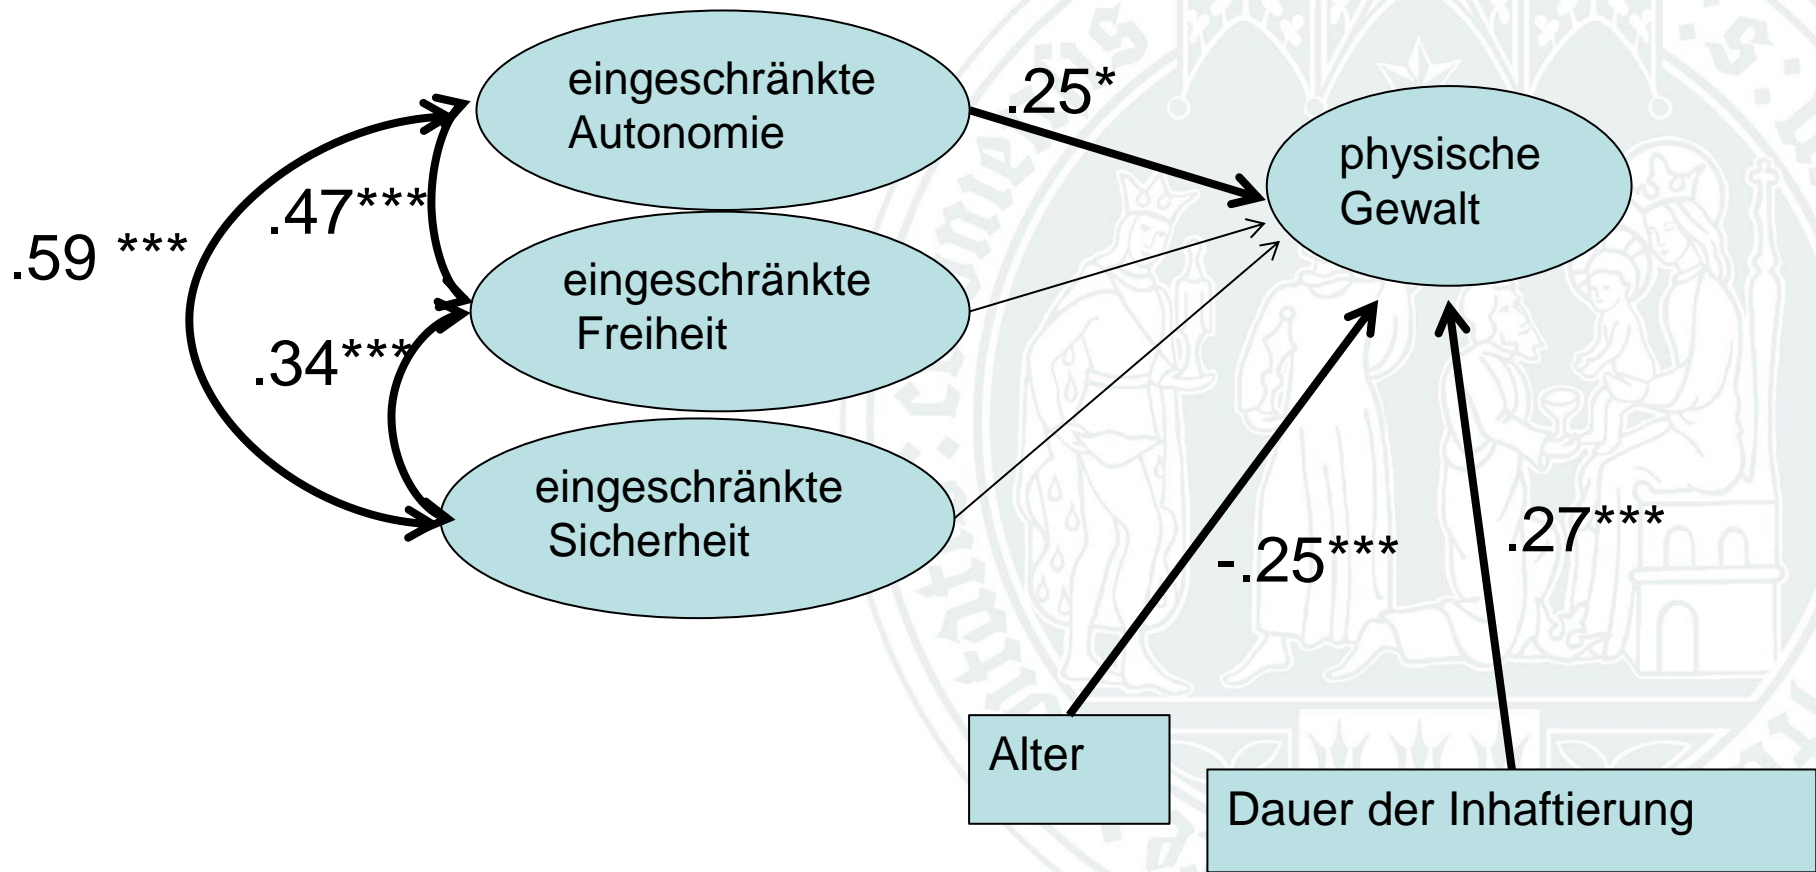 eingeschränkte
Autonomie
.25*
physische
Gewalt
.47***
.59 ***
eingeschränkte
Freiheit
.34***
eingeschränkte
Sicherheit
-.25***
.27***
Alter
Dauer der Inhaftierung